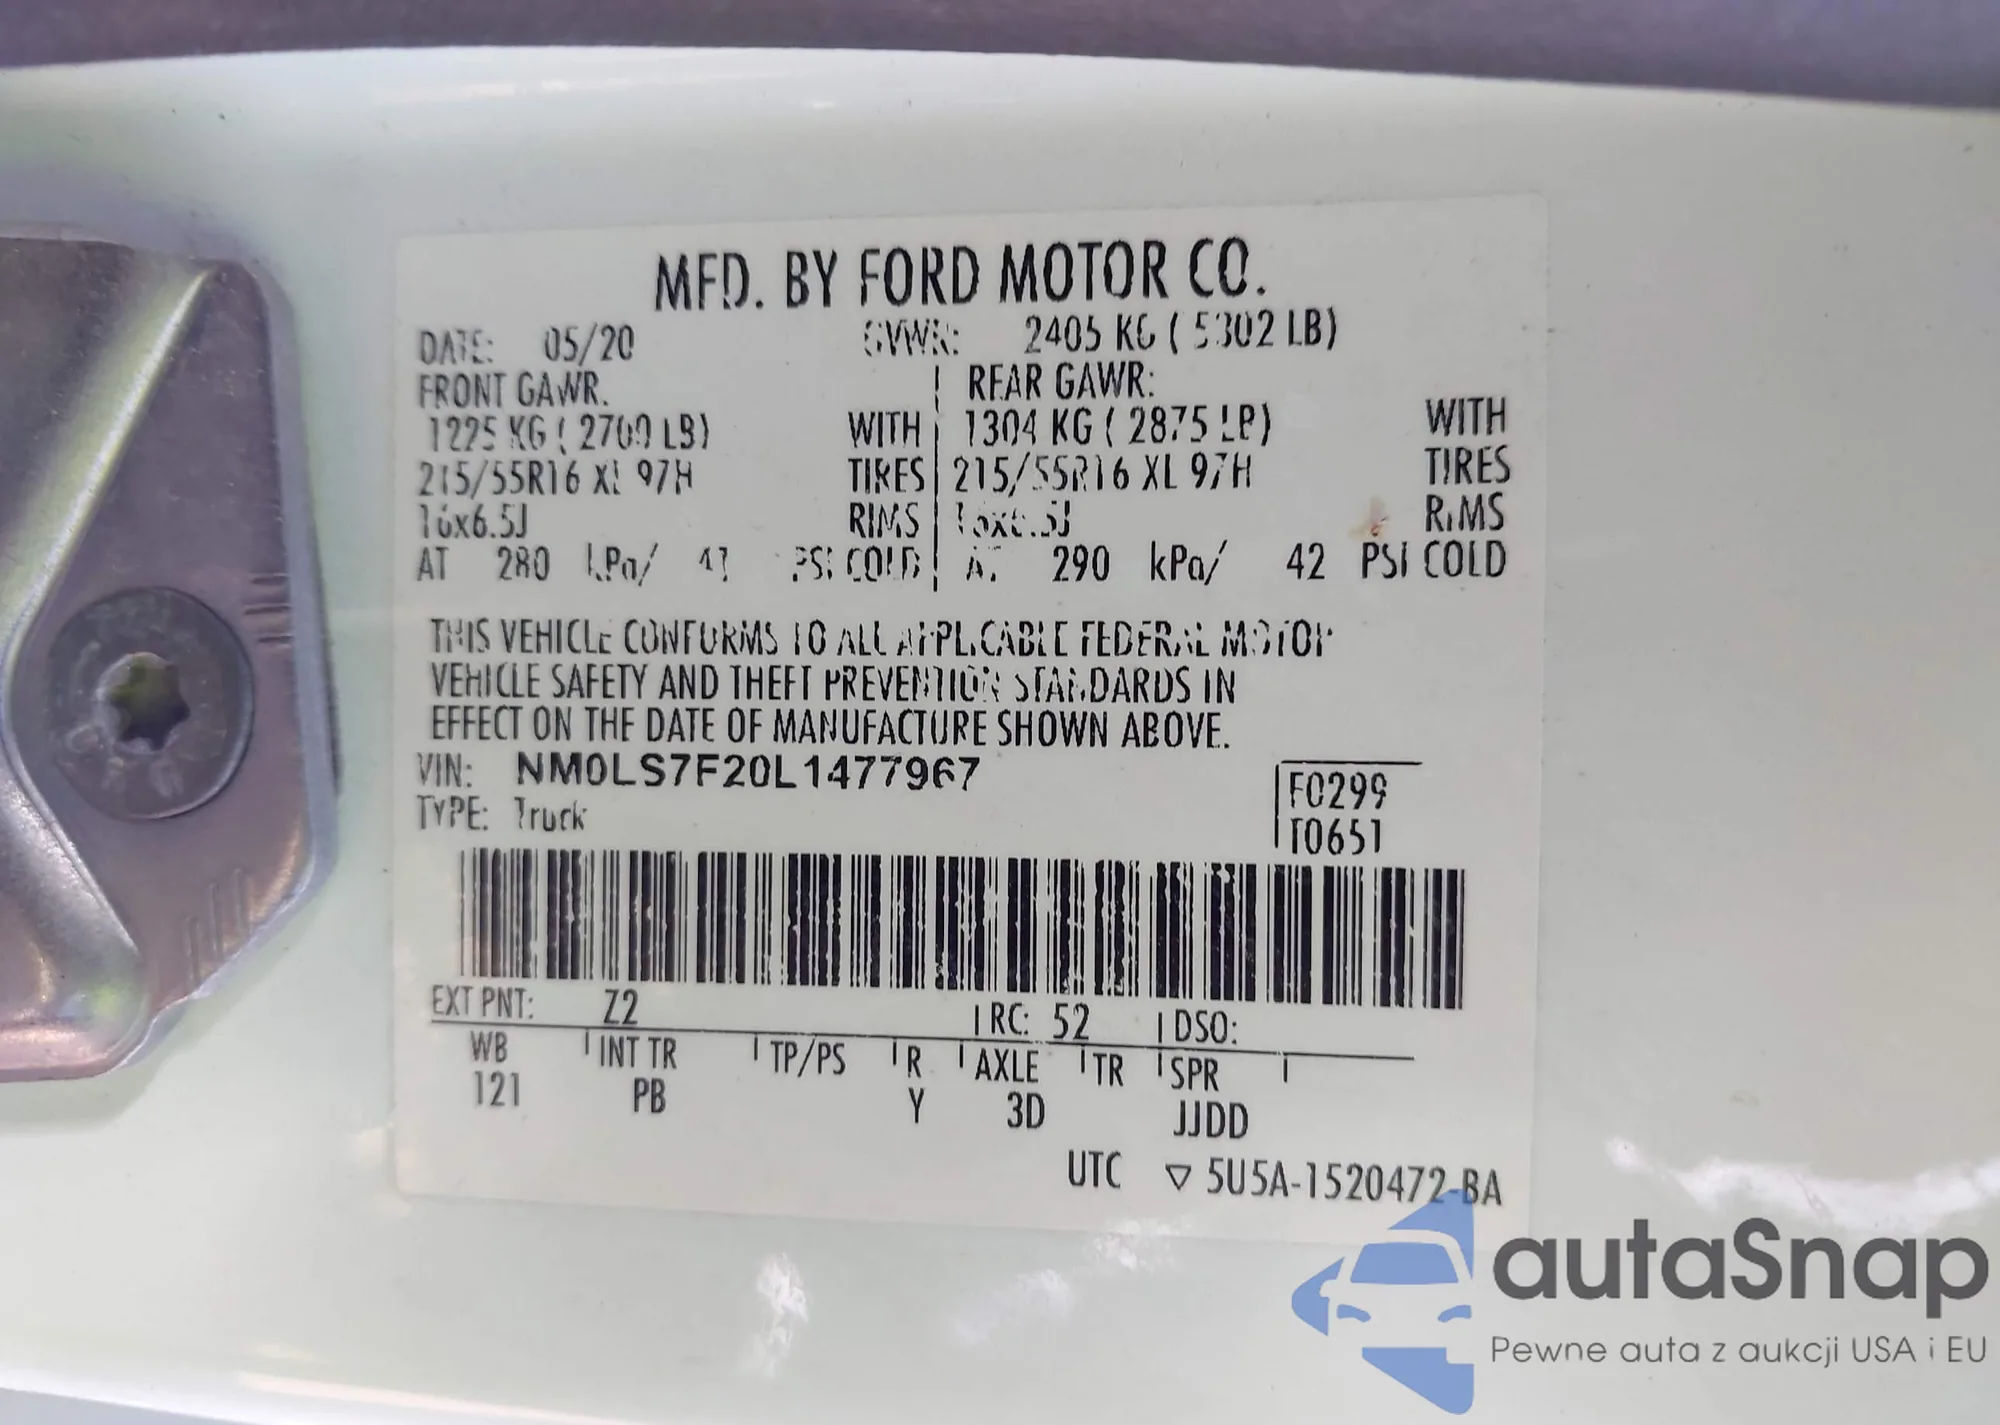 MFD. BY FORD MOTOR CO.
DATE: 05/20 GVWR: 2405 KG ( 5302 LB)
FRONT GAWR: REAR GAWR:
1225 KG ( 2700 LB) WITH 1304 KG ( 2875 LB) WITH
215/55R16 XL 97H TIRES 215/55R16 XL 97H TIRES
16x6.5J RIMS 16x6.5J RIMS
AT 280 kPa/ 41 PSI COLD AT 290 kPa/ 42 PSI COLD
THIS VEHICLE CONFORMS TO ALL APPLICABLE FEDERAL MOTOR
VEHICLE SAFETY AND THEFT PREVENTION STANDARDS IN
EFFECT ON THE DATE OF MANUFACTURE SHOWN ABOVE.
VIN: NM0LS7F20L1477967
TYPE: Truck
F0299
T0651
EXT PNT: Z2 RC: 52 DSO:
WB INT TR TP/PS R AXLE TR SPR
121 PB Y 3D JJDD
UTC ▽ 5U5A-1520472-BA
autaSnap
Pewne auta z aukcji USA i EU